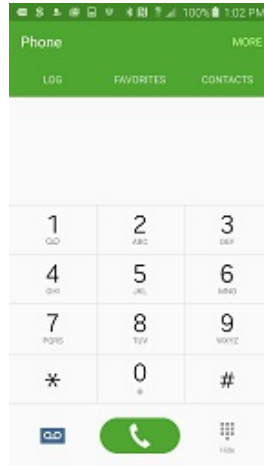 100% 1:02 PM
Phone MORE
LOG FAVORITES CONTACTS
1 2 3
ABC DEF
4 5 6
GHI JKL MNO
7 8 9
PQRS TUV WXYZ
* 0 #
+
Hide